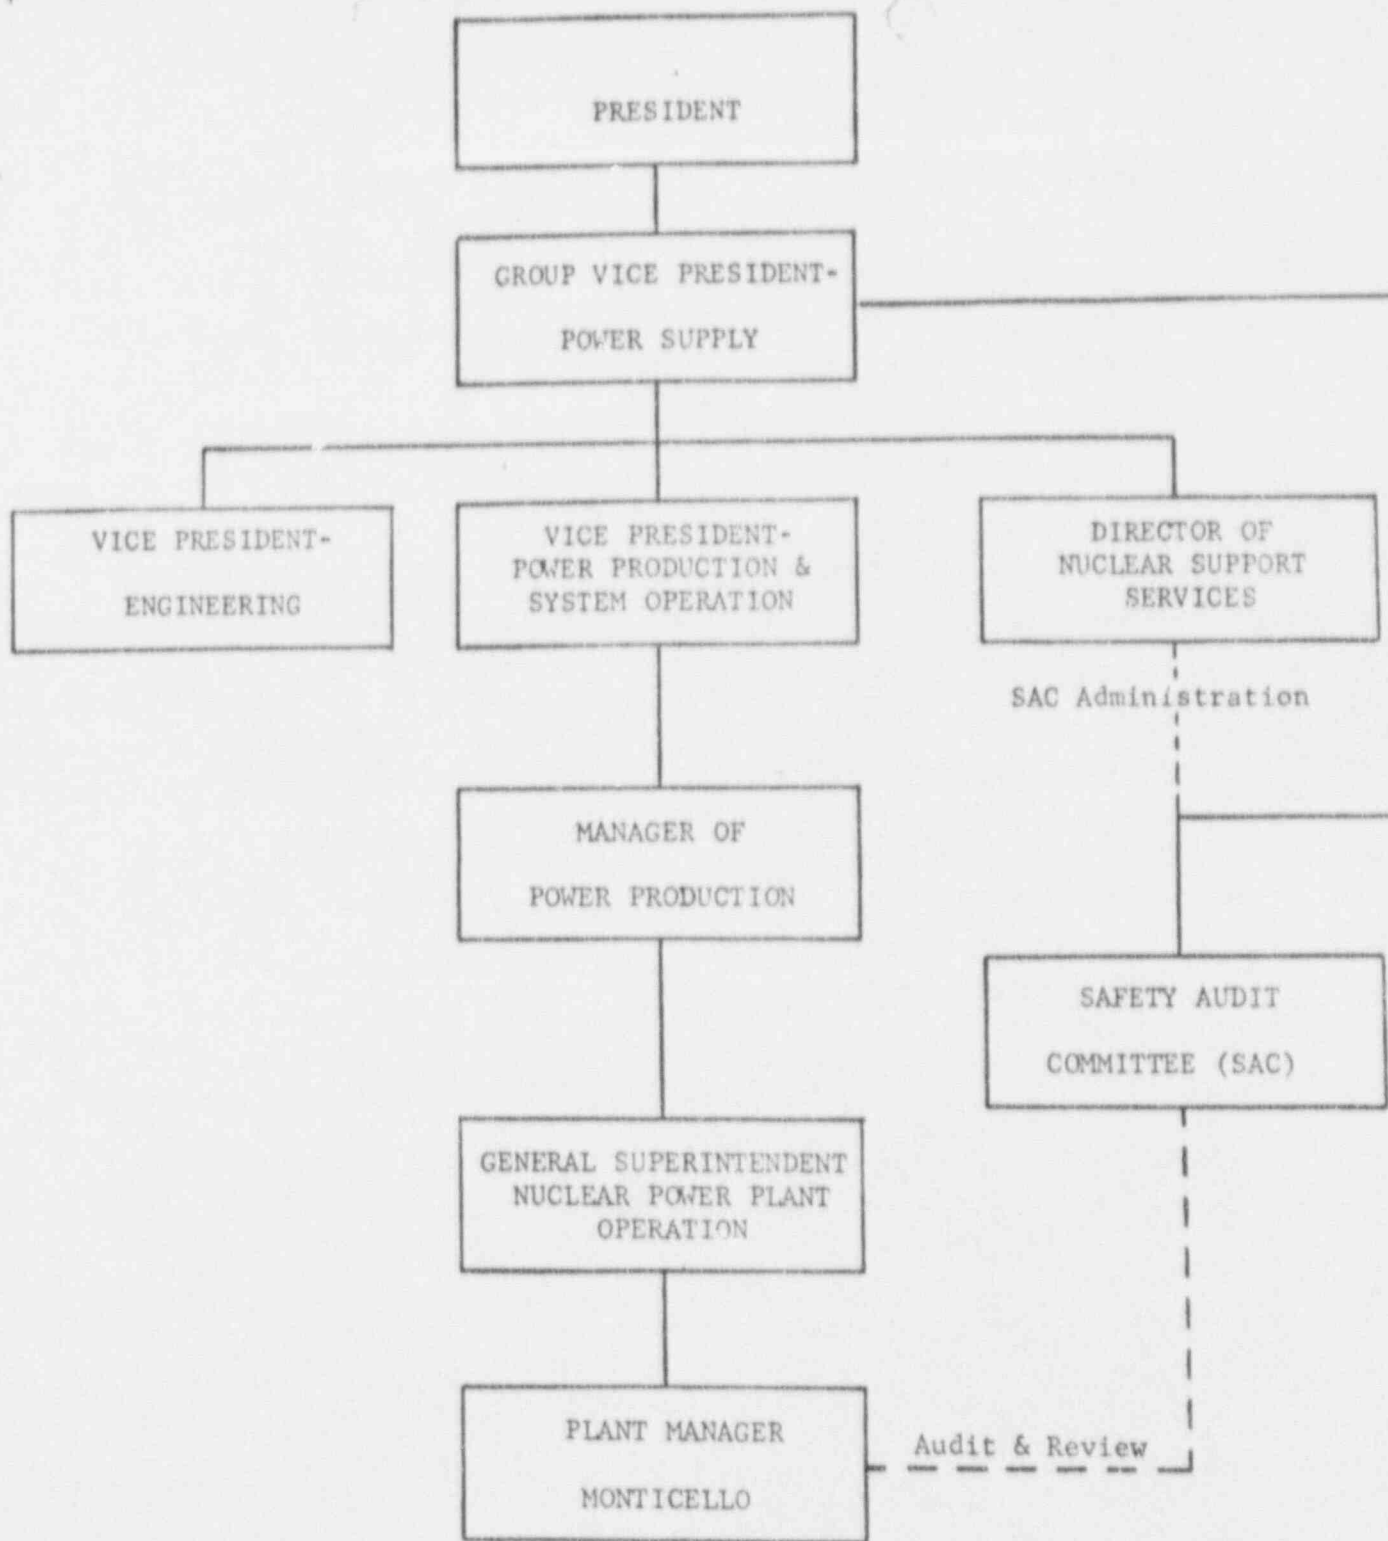 PRESIDENT
GROUP VICE PRESIDENT-
POWER SUPPLY
VICE PRESIDENT-
ENGINEERING
VICE PRESIDENT-
POWER PRODUCTION &
SYSTEM OPERATION
DIRECTOR OF
NUCLEAR SUPPORT
SERVICES
SAC Administration
MANAGER OF
POWER PRODUCTION
SAFETY AUDIT
COMMITTEE (SAC)
GENERAL SUPERINTENDENT
NUCLEAR POWER PLANT
OPERATION
PLANT MANAGER
MONTICELLO
Audit & Review